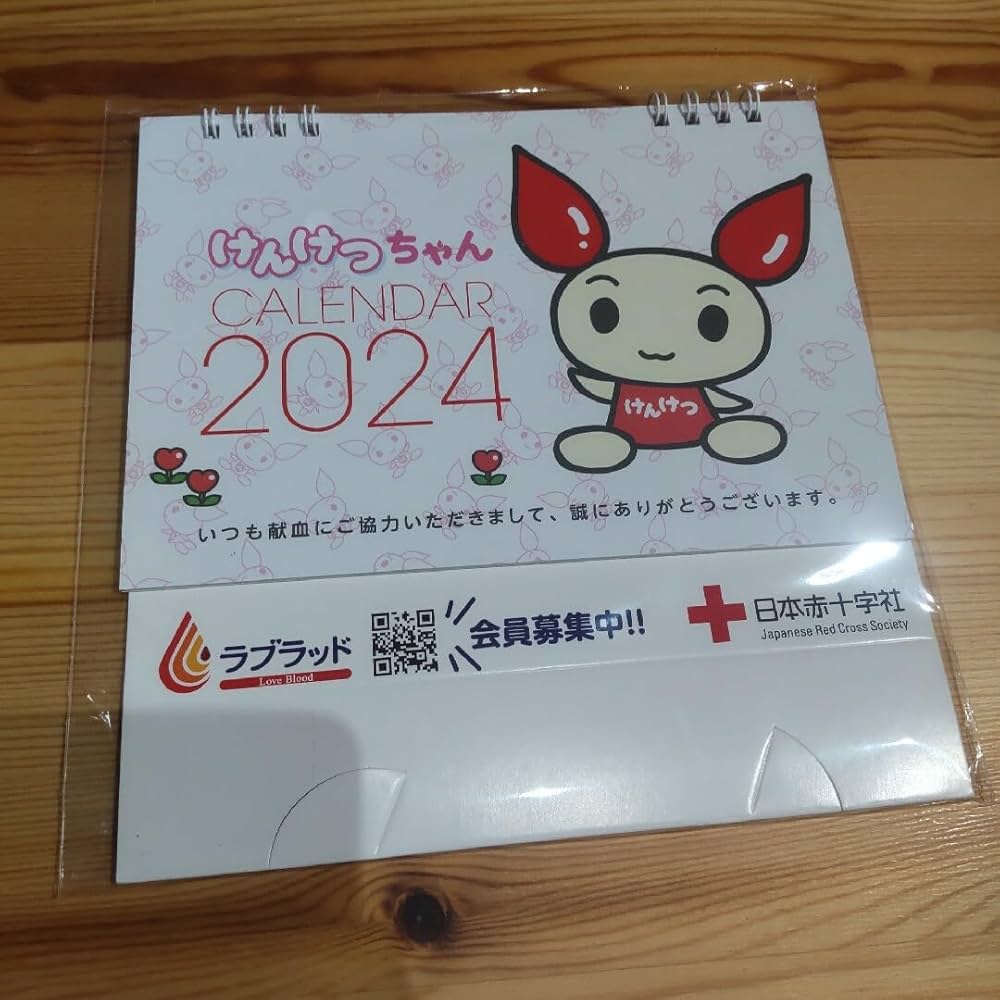 けんけつちゃん
CALENDAR
2024
けんけつ
いつも献血にご協力いただきまして、誠にありがとうございます。
ラブラッド
Love Blood
会員募集中!!
日本赤十字社
Japanese Red Cross Society